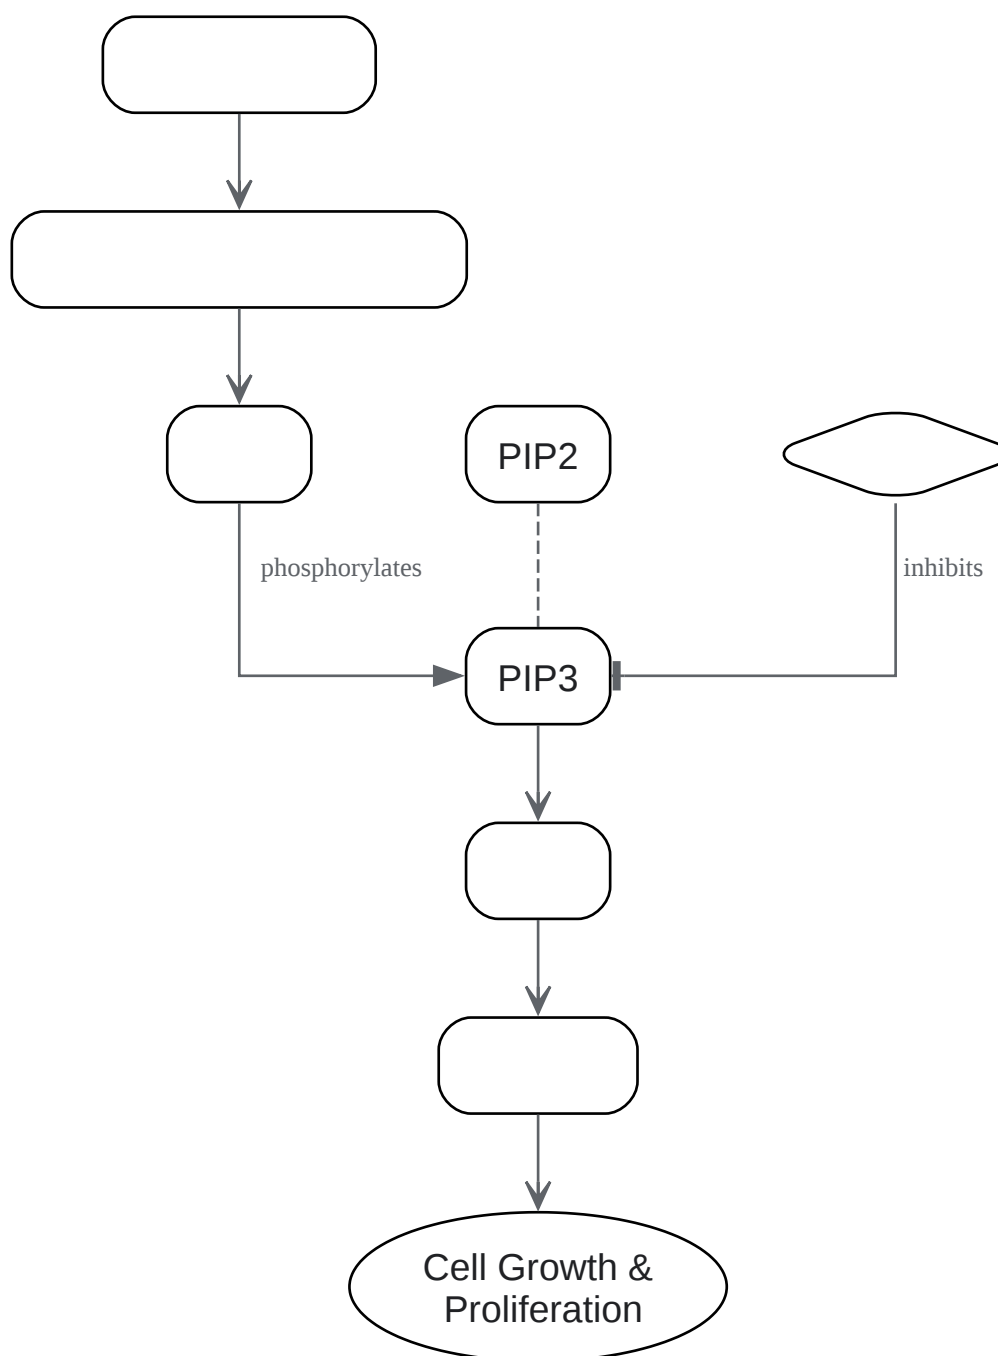 PIP2
phosphorylates
inhibits
PIP3
Cell Growth &
Proliferation